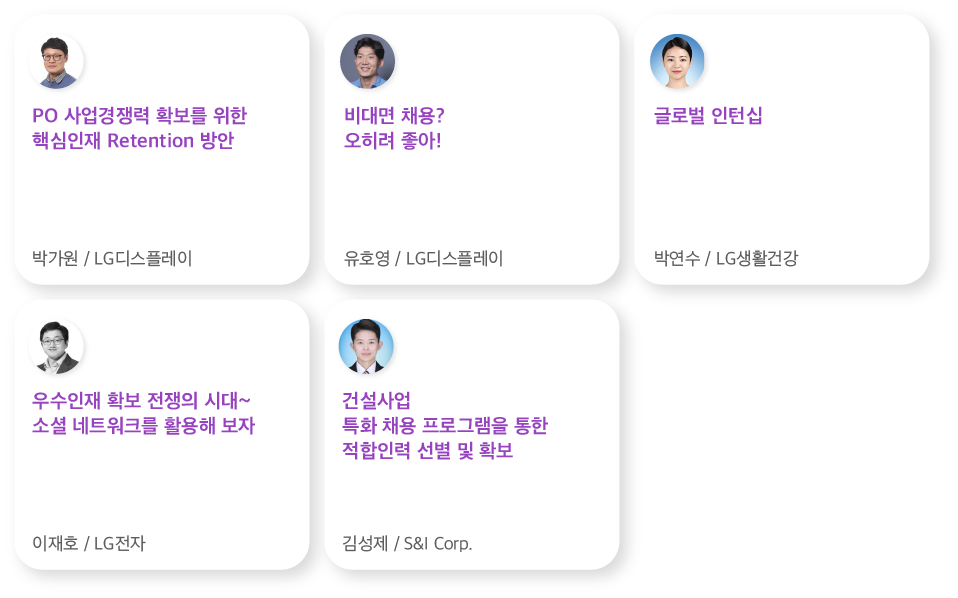 PO 사업경쟁력 확보를 위한
핵심인재 Retention 방안
박가원 / LG디스플레이
비대면 채용?
오히려 좋아!
유호영 / LG디스플레이
글로벌 인턴십
박연수 / LG생활건강
우수인재 확보 전쟁의 시대~
소셜 네트워크를 활용해 보자
이재호 / LG전자
건설사업
특화 채용 프로그램을 통한
적합인력 선별 및 확보
김성제 / S&I Corp.